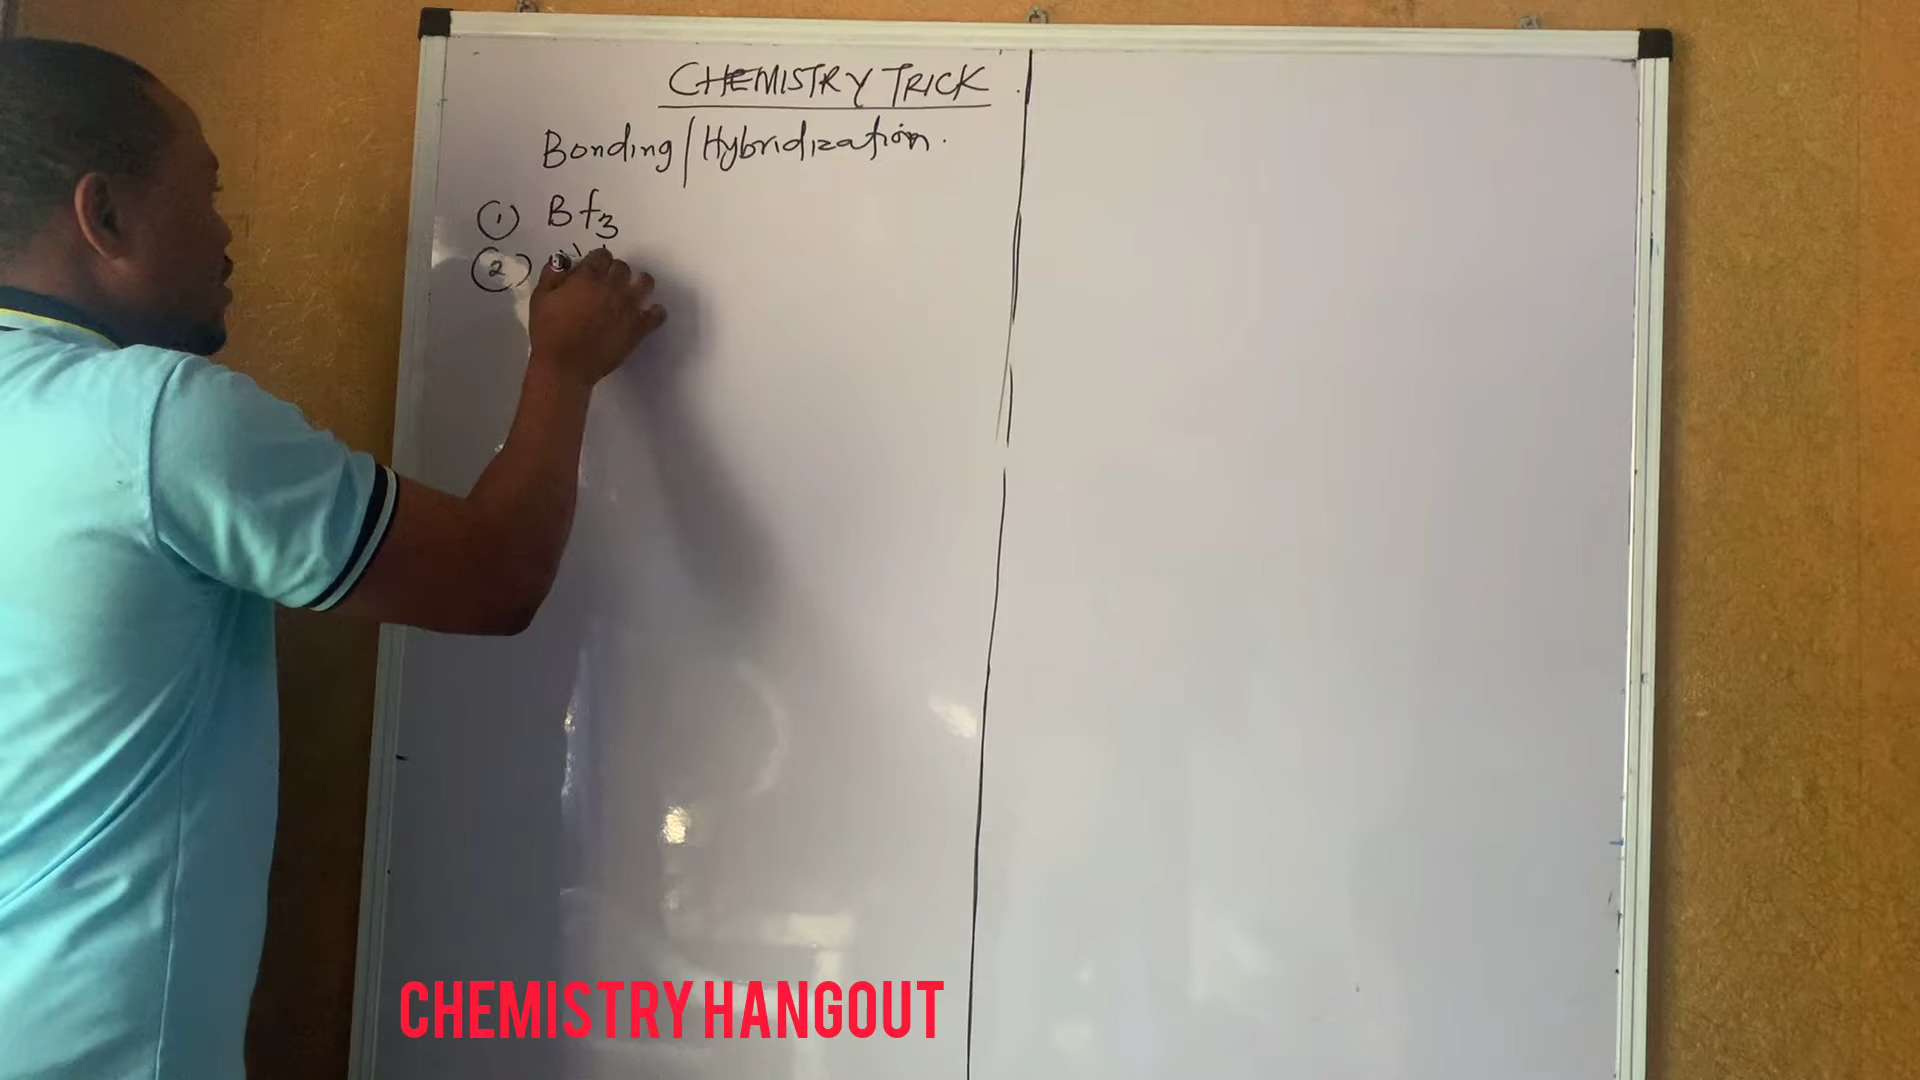 CHEMISTRY TRICK
Bonding/Hybridization.
① Bf3
②
CHEMISTRY HANGOUT